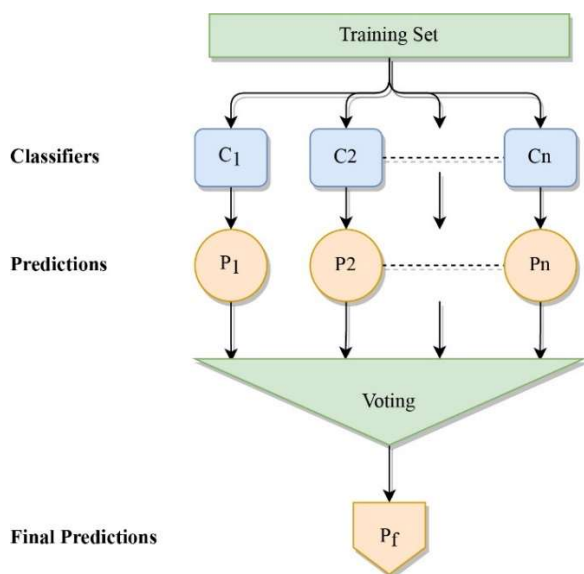 Training Set
Classifiers
C1
C2
Cn
Predictions
P1
P2
Pn
Voting
Final Predictions
Pf